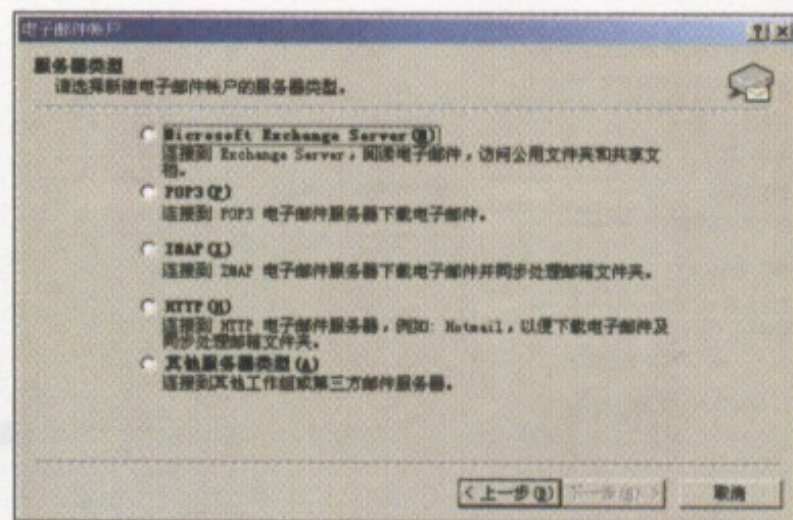 电子邮件帐户
服务器类型
请选择新建电子邮件帐户的服务器类型。
Microsoft Exchange Server(M)
连接到 Exchange Server，阅读电子邮件，访问公用文件夹和共享文
档。
POP3(P)
连接到 POP3 电子邮件服务器下载电子邮件。
IMAP(I)
连接到 IMAP 电子邮件服务器下载电子邮件并同步处理邮箱文件夹。
HTTP(H)
连接到 HTTP 电子邮件服务器，例如: Hotmail，以便下载电子邮件及
同步处理邮箱文件夹。
其他服务器类型(A)
连接到其他工作组或第三方邮件服务器。
< 上一步(B) 下一步(N) > 取消